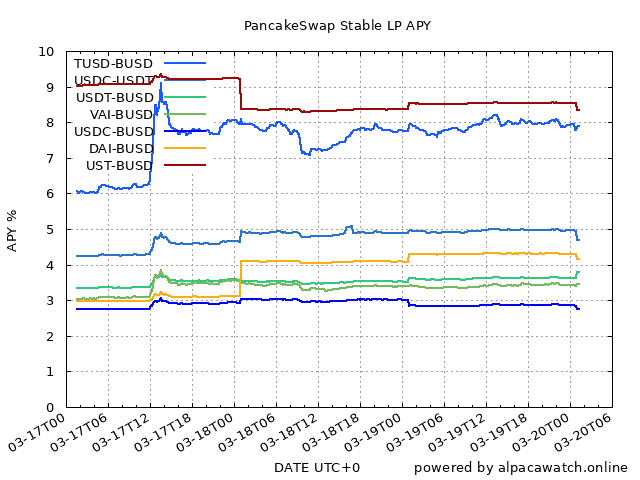 PancakeSwap Stable LP APY
10
9
8
7
6
5
4
3
2
1
0
APY %
TUSD-BUSD
USDC-USDT
USDT-BUSD
VAI-BUSD
USDC-BUSD
DAI-BUSD
UST-BUSD
03-17T00
03-17T06
03-17T12
03-17T18
03-18T00
03-18T06
03-18T12
03-18T18
03-19T00
03-19T06
03-19T12
03-19T18
03-20T00
03-20T06
DATE UTC+0
powered by alpacawatch.online